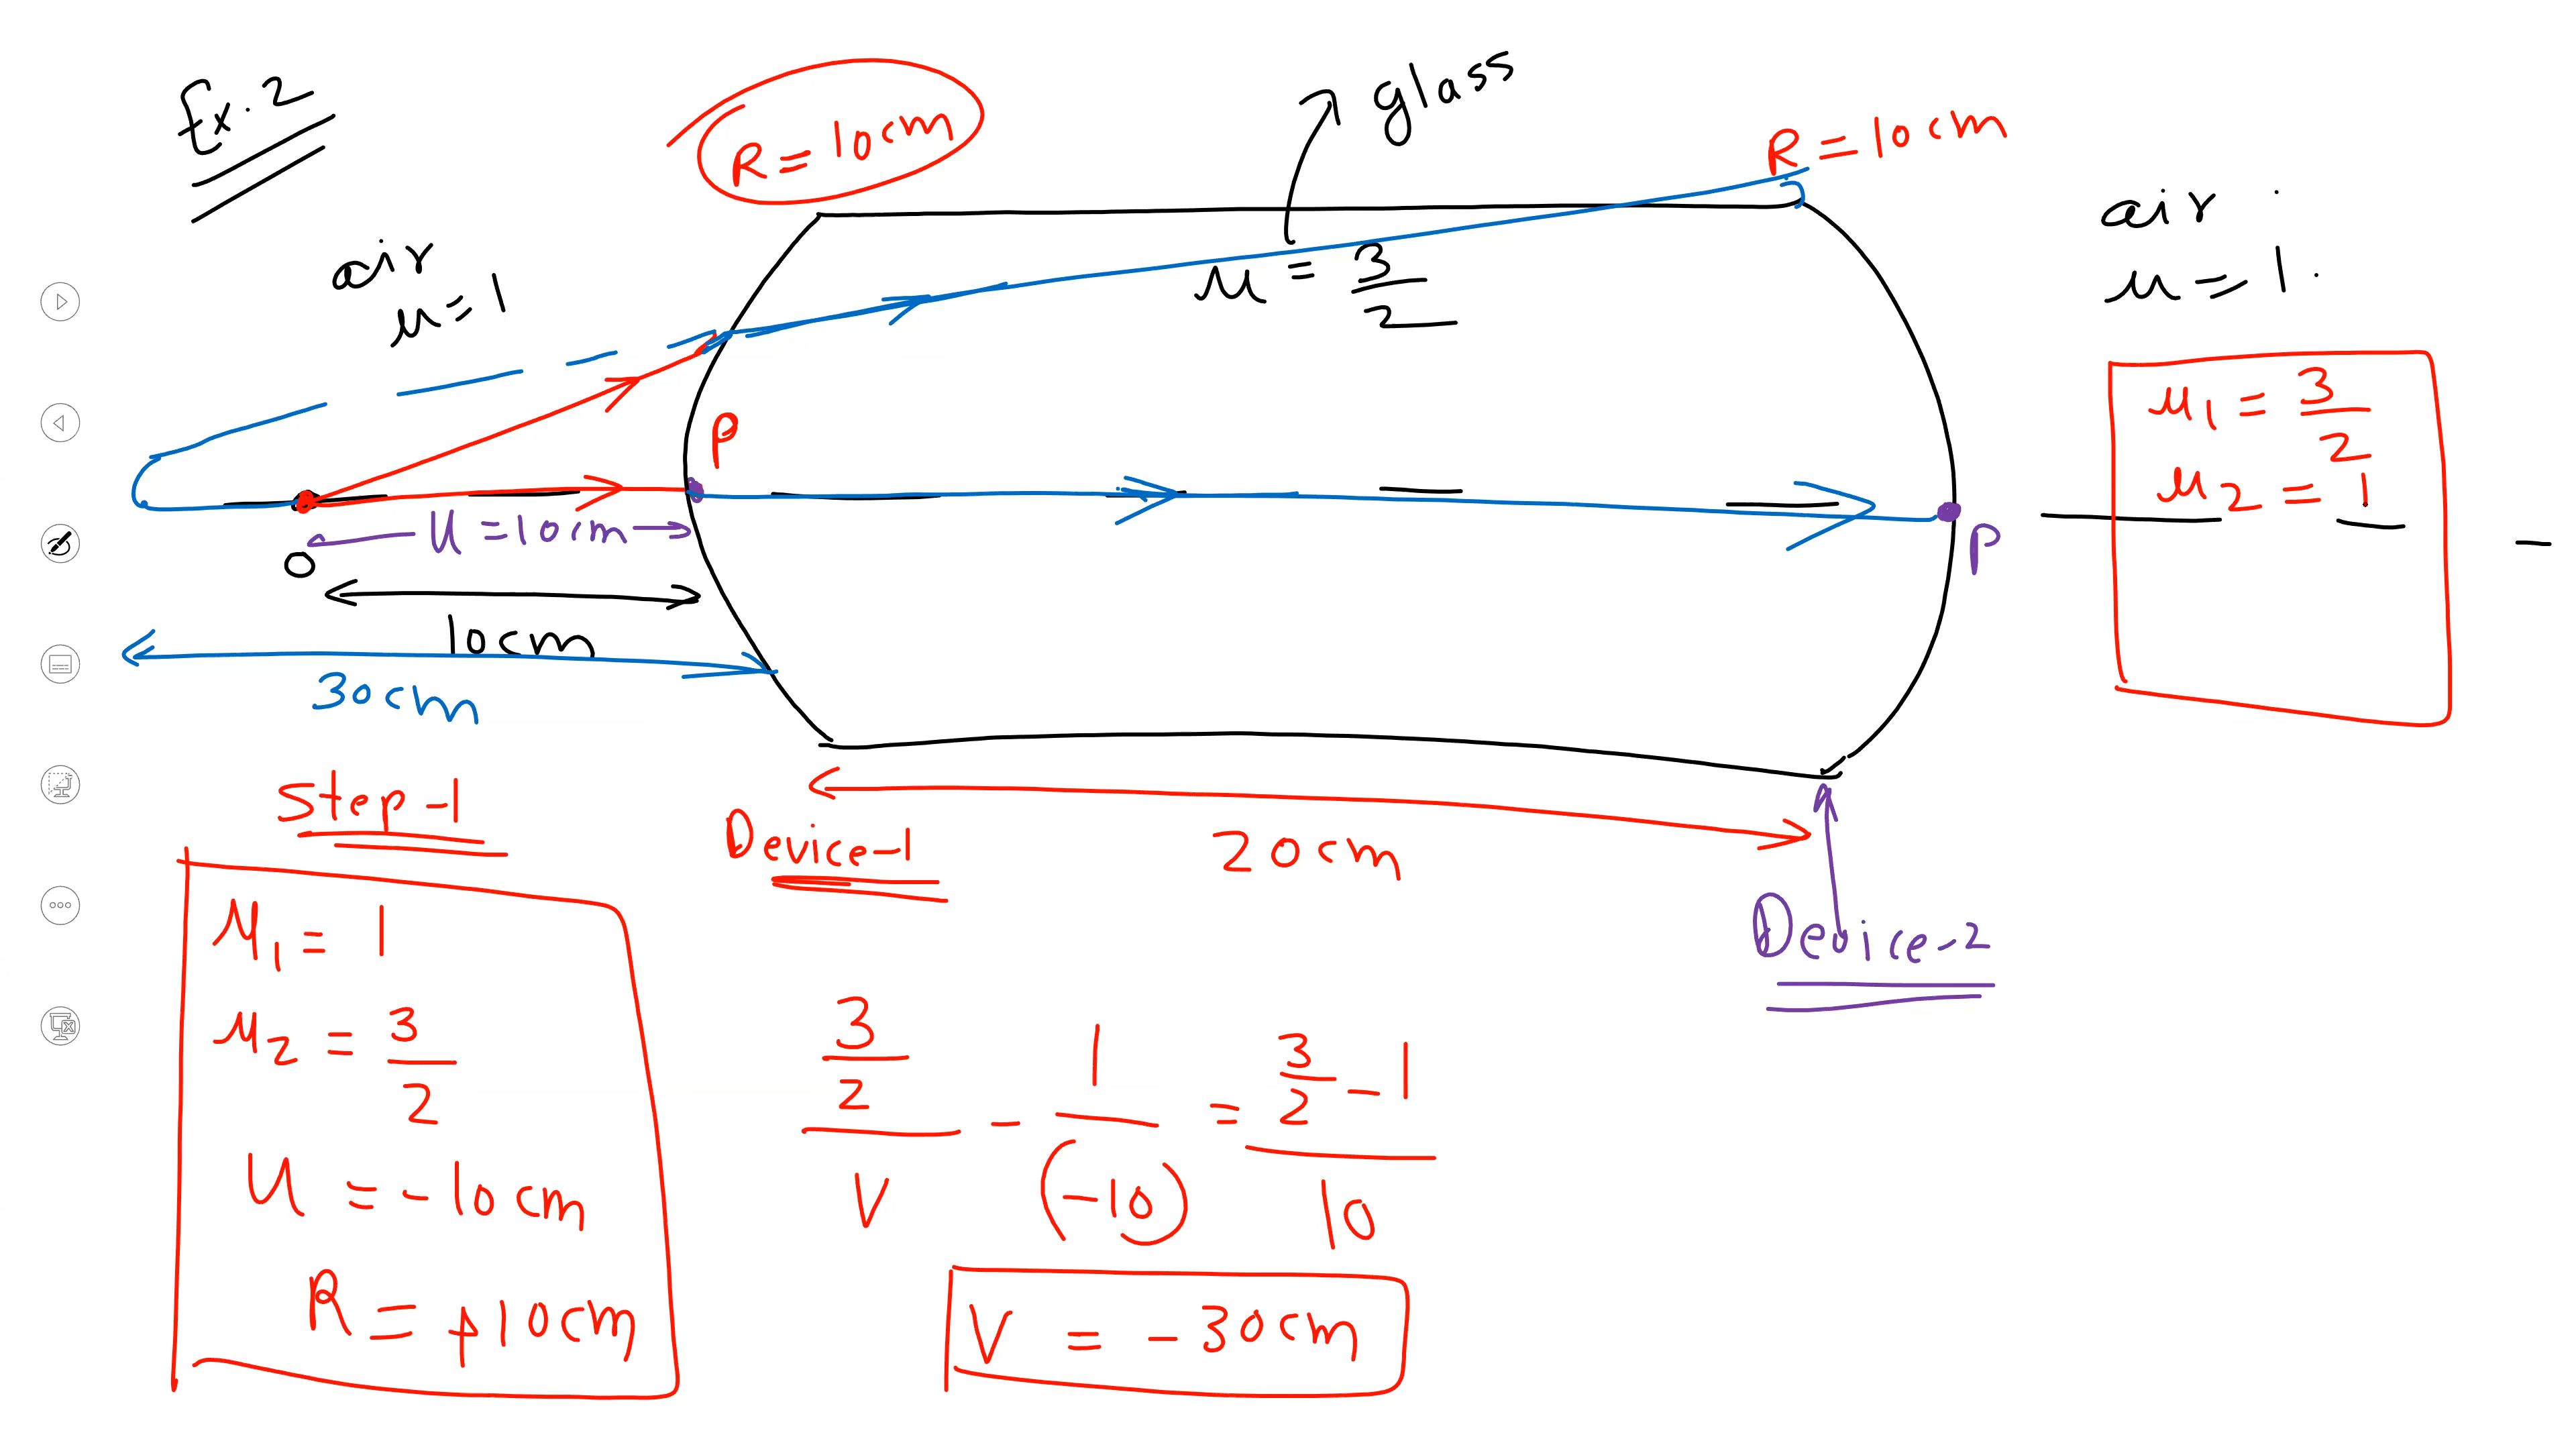 Ex. 2
R = 10cm
glass
R = 10cm
air
μ = 1
μ = 3/2
air
μ = 1
P
U = 10cm
O
10cm
30cm
P
μ1 = 3/2
μ2 = 1
Step-1
μ1 = 1
μ2 = 3/2
U = -10cm
R = +10cm
Device-1
20cm
Device-2
3/2 / V - 1/(-10) = 3/2 - 1 / 10
V = -30cm